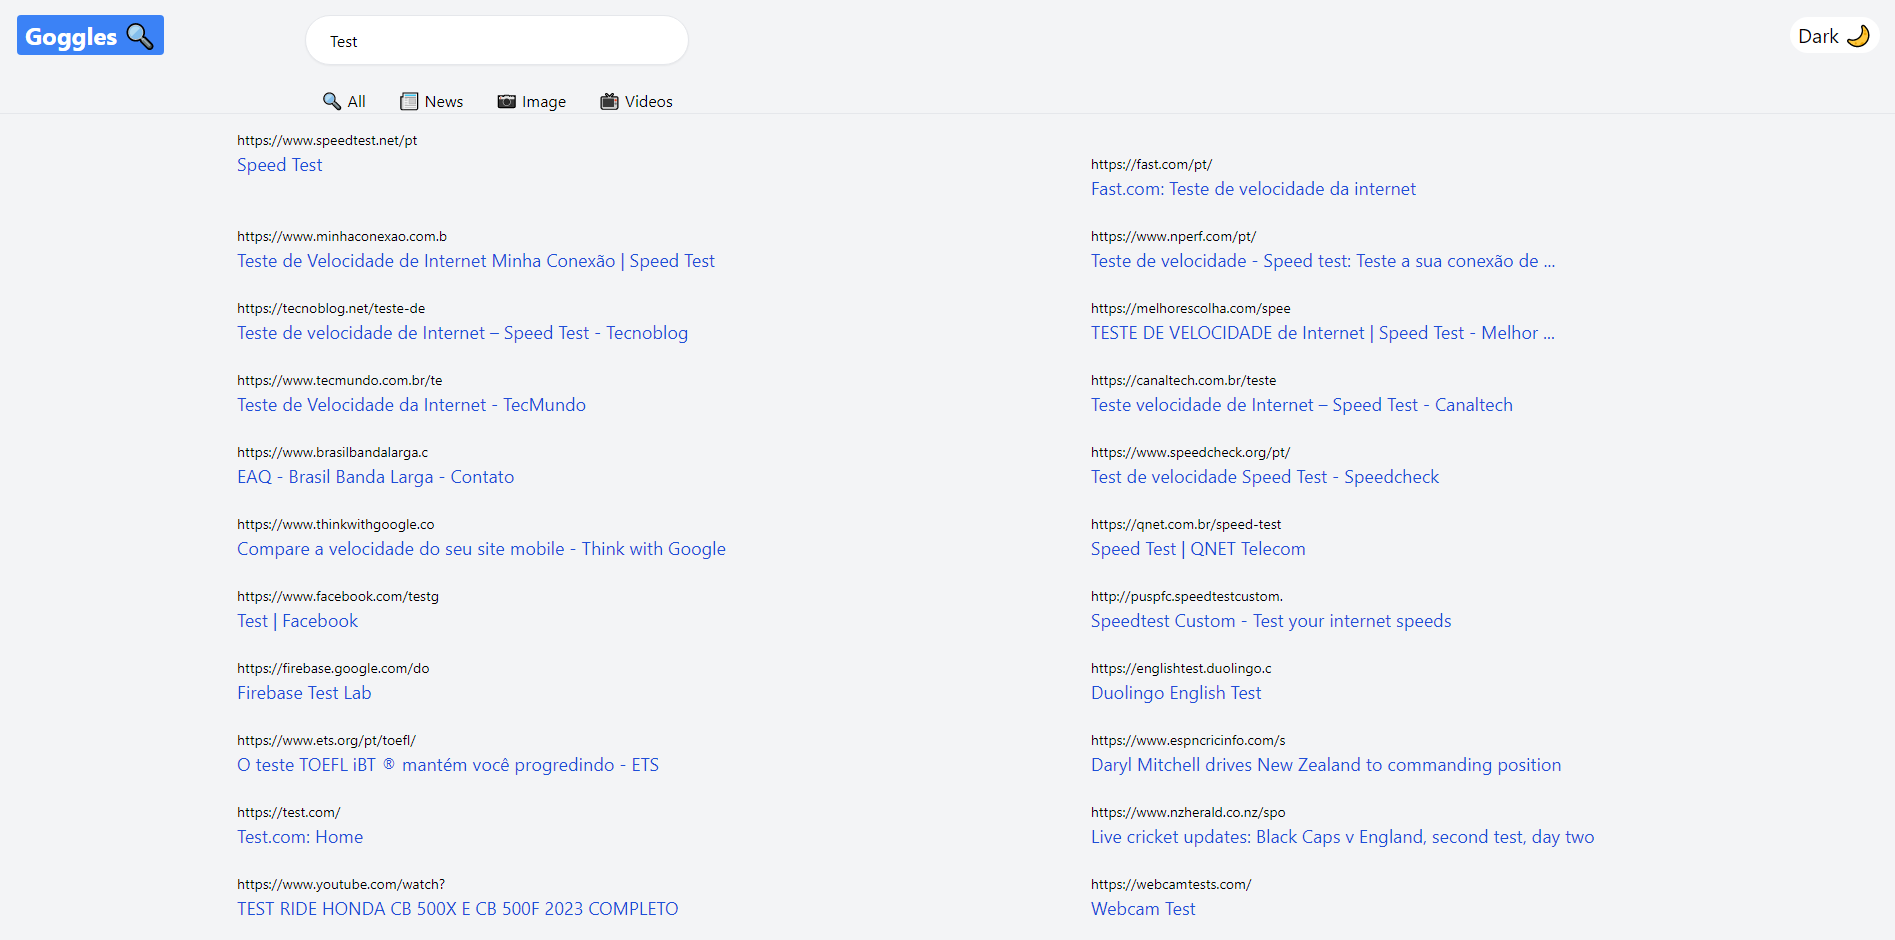 Goggles
Test
Dark
All
News
Image
Videos
https://www.speedtest.net/pt
Speed Test
https://fast.com/pt/
Fast.com: Teste de velocidade da internet
https://www.minhaconexao.com.b
Teste de Velocidade de Internet Minha Conexão | Speed Test
https://www.nperf.com/pt/
Teste de velocidade - Speed test: Teste a sua conexão de ...
https://tecnoblog.net/teste-de
Teste de velocidade de Internet – Speed Test - Tecnoblog
https://melhorescolha.com/spee
TESTE DE VELOCIDADE de Internet | Speed Test - Melhor ...
https://www.tecmundo.com.br/te
Teste de Velocidade da Internet - TecMundo
https://canaltech.com.br/teste
Teste velocidade de Internet – Speed Test - Canaltech
https://www.brasilbandalarga.c
EAQ - Brasil Banda Larga - Contato
https://www.speedcheck.org/pt/
Test de velocidade Speed Test - Speedcheck
https://www.thinkwithgoogle.co
Compare a velocidade do seu site mobile - Think with Google
https://qnet.com.br/speed-test
Speed Test | QNET Telecom
https://www.facebook.com/testg
Test | Facebook
http://puspfc.speedtestcustom.
Speedtest Custom - Test your internet speeds
https://firebase.google.com/do
Firebase Test Lab
https://englishtest.duolingo.c
Duolingo English Test
https://www.ets.org/pt/toefl/
O teste TOEFL iBT ® mantém você progredindo - ETS
https://www.espncricinfo.com/s
Daryl Mitchell drives New Zealand to commanding position
https://test.com/
Test.com: Home
https://www.nzherald.co.nz/spo
Live cricket updates: Black Caps v England, second test, day two
https://www.youtube.com/watch?
TEST RIDE HONDA CB 500X E CB 500F 2023 COMPLETO
https://webcamtests.com/
Webcam Test